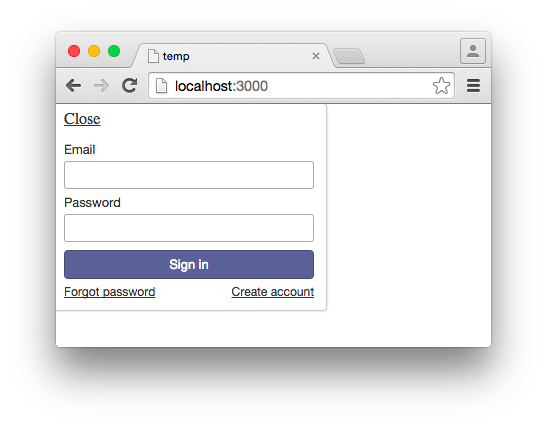 temp
localhost:3000
Close
Email
Password
Sign in
Forgot password Create account